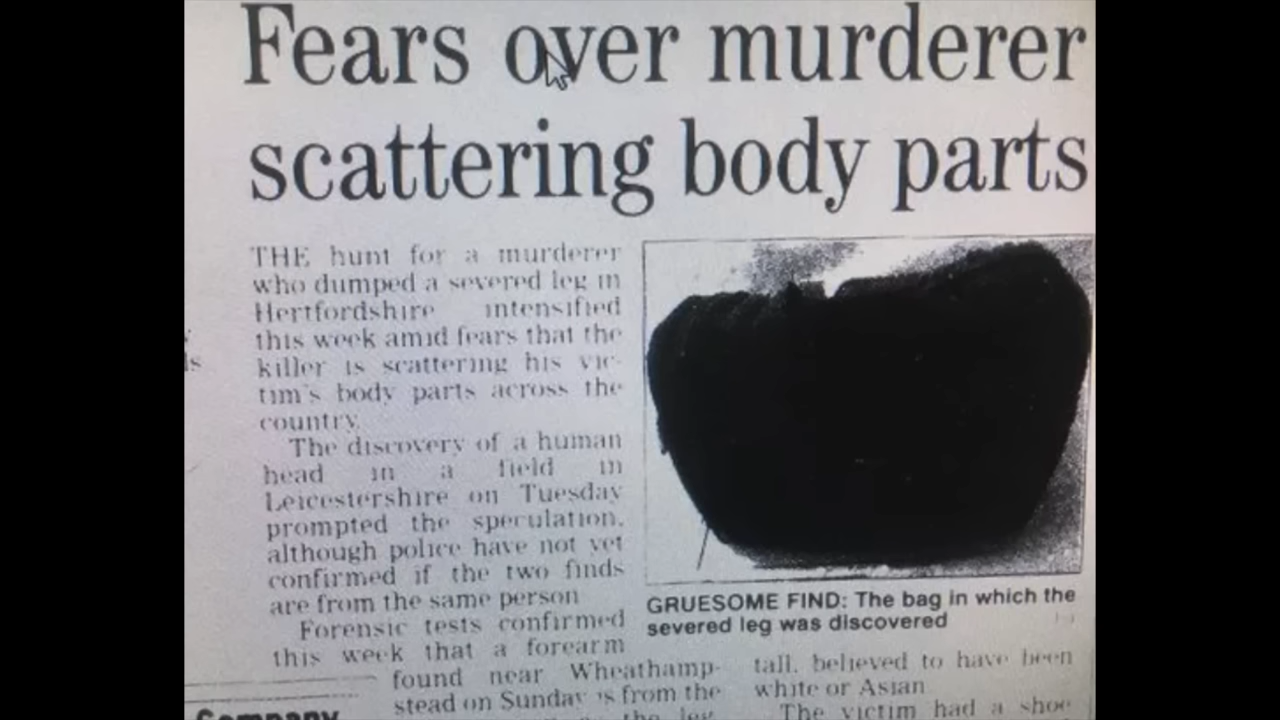 Fears over murderer
scattering body parts
THE hunt for a murderer
who dumped a severed leg in
Hertfordshire intensified
this week amid fears that the
killer is scattering his vic-
tim's body parts across the
country.
The discovery of a human
head in a field in
Leicestershire on Tuesday
prompted the speculation,
although police have not yet
confirmed if the two finds
are from the same person
Forensic tests confirmed
this week that a forearm
found near Wheathamp-
stead on Sunday is from the
the leg
GRUESOME FIND: The bag in which the
severed leg was discovered
tall, believed to have been
white or Asian
The victim had a shoe
Company